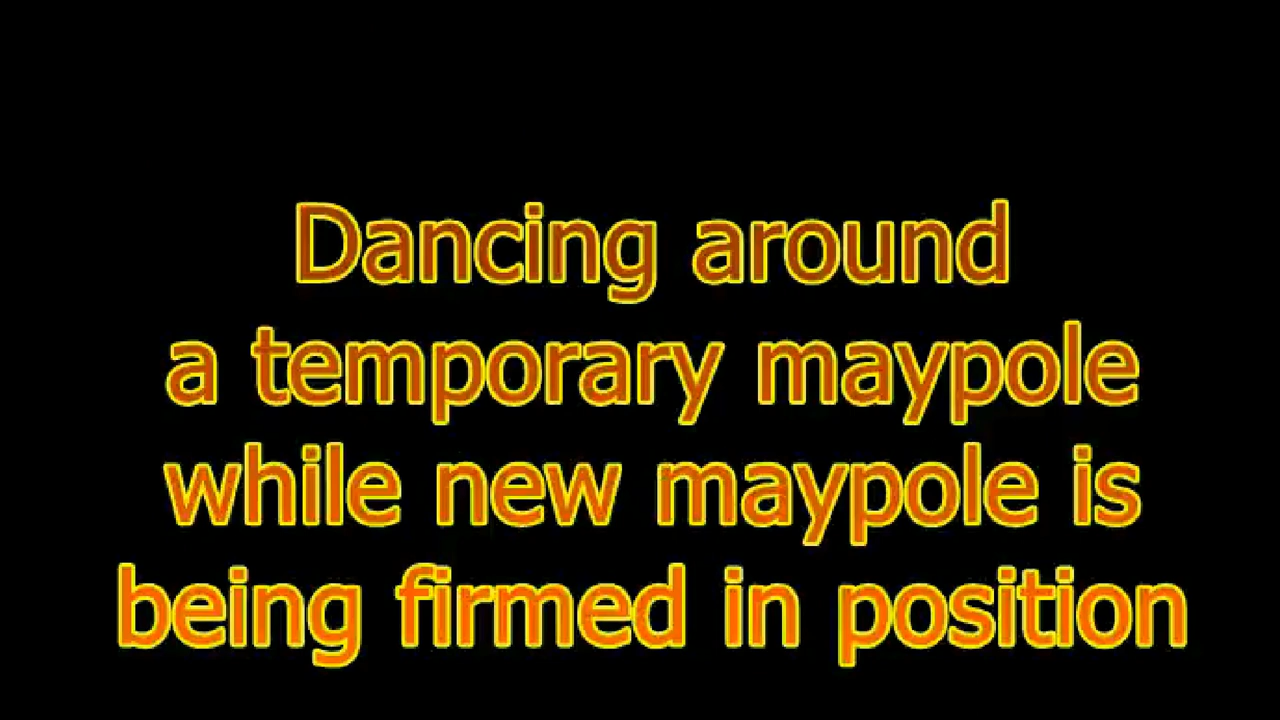 Dancing around
a temporary maypole
while new maypole is
being firmed in position